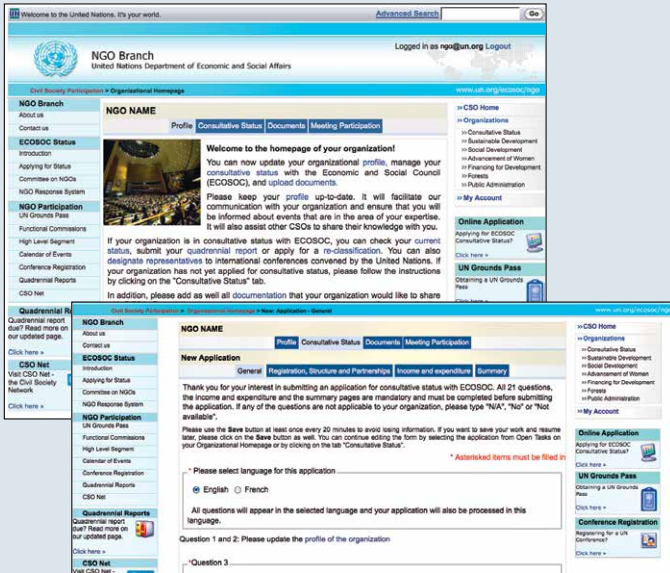 UN Welcome to the United Nations. It's your world.
Advanced Search
Go
NGO Branch
United Nations Department of Economic and Social Affairs
Logged in as ngo@un.org Logout
Civil Society Participation » Organisational Homepage
www.un.org/ecosoc/ngo
NGO Branch
About us
Contact us
ECOSOC Status
Introduction
Applying for Status
Committee on NGOs
NGO Response System
NGO Participation
UN Grounds Pass
Functional Commissions
High Level Segment
Calendar of Events
Conference Registration
Quadrennial Reports
CSO Net
Quadrennial Re
Quadrennial report
due? Read more on
our updated page.
Click here »
CSO Net
Visit CSO Net -
the Civil Society
Network
Click here »
NGO NAME
Profile Consultative Status Documents Meeting Participation
Welcome to the homepage of your organization!
You can now update your organizational profile, manage your
consultative status with the Economic and Social Council
(ECOSOC), and upload documents.
Please keep your profile up-to-date. It will facilitate our
communication with your organization and ensure that you will
be informed about events that are in the area of your expertise.
It will also assist other CSOs to share their knowledge with you.
If your organization is in consultative status with ECOSOC, you can check your current
status, submit your quadrennial report or apply for a re-classification. You can also
designate representatives to international conferences convened by the United Nations. If
your organization has not yet applied for consultative status, please follow the instructions
by clicking on the "Consultative Status" tab.
In addition, please add as well all documentation that your organization would like to share
»CSO Home
»Organizations
» Consultative Status
» Sustainable Development
» Social Development
» Advancement of Women
» Financing for Development
» Forests
» Public Administration
»My Account
Online Application
Applying for ECOSOC
Consultative Status?
Click here »
UN Grounds Pass
Obtaining a UN Grounds
Pass
Civil Society Participation » Organisational Homepage » New: Application - General
www.un.org/ecosoc/ngo
NGO Branch
About us
Contact us
ECOSOC Status
Introduction
Applying for Status
Committee on NGOs
NGO Response System
NGO Participation
UN Grounds Pass
Functional Commissions
High Level Segment
Calendar of Events
Conference Registration
Quadrennial Reports
CSO Net
Quadrennial Reports
Quadrennial report
due? Read more on
our updated page.
Click here »
CSO Net
Visit CSO Net -
NGO NAME
Profile Consultative Status Documents Meeting Participation
New Application
General Registration, Structure and Partnerships Income and expenditure Summary
Thank you for your interest in submitting an application for consultative status with ECOSOC. All 21 questions,
the income and expenditure and the summary pages are mandatory and must be completed before submitting
the application. If any of the questions are not applicable to your organization, please type "N/A", "No" or "Not
available".
Please use the Save button at least once every 20 minutes to avoid losing information. If you want to save your work and resume
later, please click on the Save button as well. You can continue editing the form by selecting the application from Open Tasks on
your Organizational Homepage or by clicking on the tab "Consultative Status".
* Asterisked items must be filled in
* Please select language for this application
English French
All questions will appear in the selected language and your application will also be processed in this
language.
Question 1 and 2: Please update the profile of the organization
*Question 3
»CSO Home
»Organizations
» Consultative Status
» Sustainable Development
» Social Development
» Advancement of Women
» Financing for Development
» Forests
» Public Administration
»My Account
Online Application
Applying for ECOSOC
Consultative Status?
Click here »
UN Grounds Pass
Obtaining a UN Grounds
Pass
Click here »
Conference Registration
Registering for a UN
Conference?
Click here »